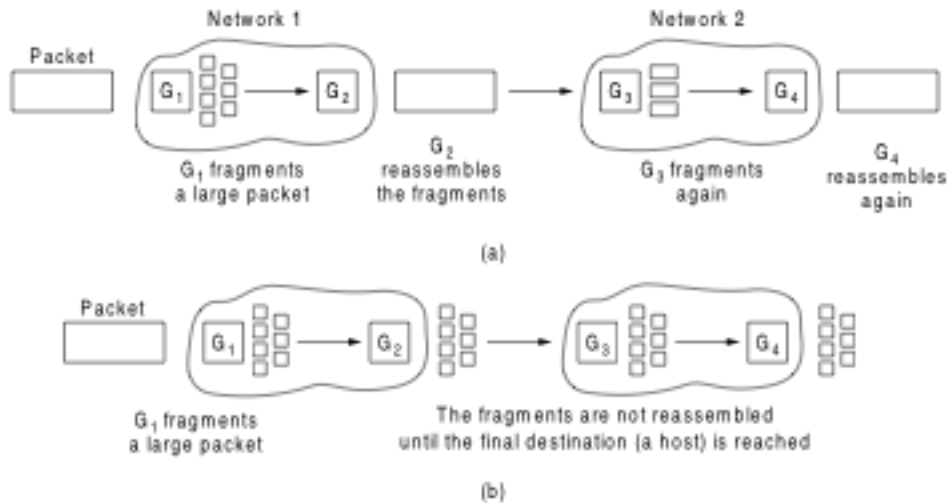 Network 1
Network 2
Packet
G1
G2
G3
G4
G1 fragments
a large packet
G2
reassembles
the fragments
G3 fragments
again
G4
reassembles
again
(a)
Packet
G1
G2
G3
G4
G1 fragments
a large packet
The fragments are not reassembled
until the final destination (a host) is reached
(b)